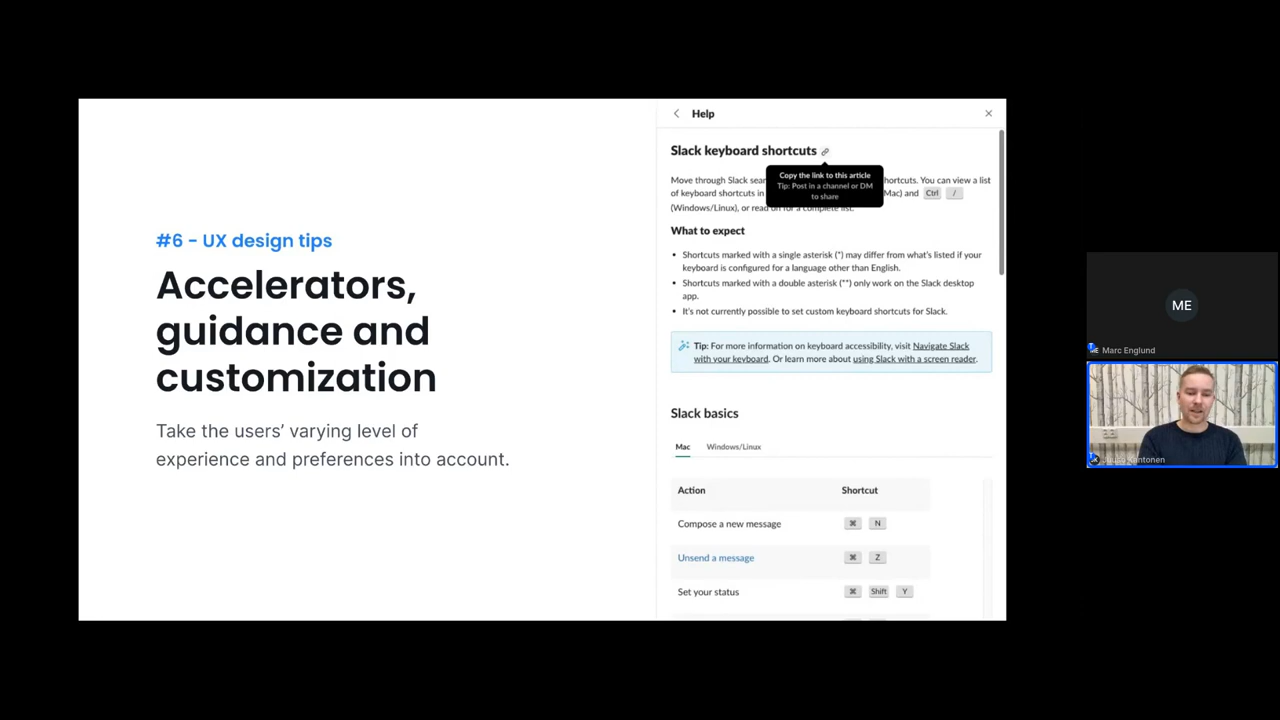 #6 - UX design tips
Accelerators,
guidance and
customization
Take the users' varying level of
experience and preferences into account.
Help
Slack keyboard shortcuts
Copy the link to this article
Tip: Post in a channel or DM
to share
Move through Slack sea hortcuts. You can view a list
of keyboard shortcuts in Mac) and Ctrl /
(Windows/Linux), or read on for a complete list.
What to expect
• Shortcuts marked with a single asterisk (*) may differ from what's listed if your
keyboard is configured for a language other than English.
• Shortcuts marked with a double asterisk (**) only work on the Slack desktop
app.
• It's not currently possible to set custom keyboard shortcuts for Slack.
Tip: For more information on keyboard accessibility, visit Navigate Slack
with your keyboard. Or learn more about using Slack with a screen reader.
Slack basics
Mac Windows/Linux
Action Shortcut
Compose a new message ⌘ N
Unsend a message ⌘ Z
Set your status ⌘ Shift Y
ME
Marc Englund